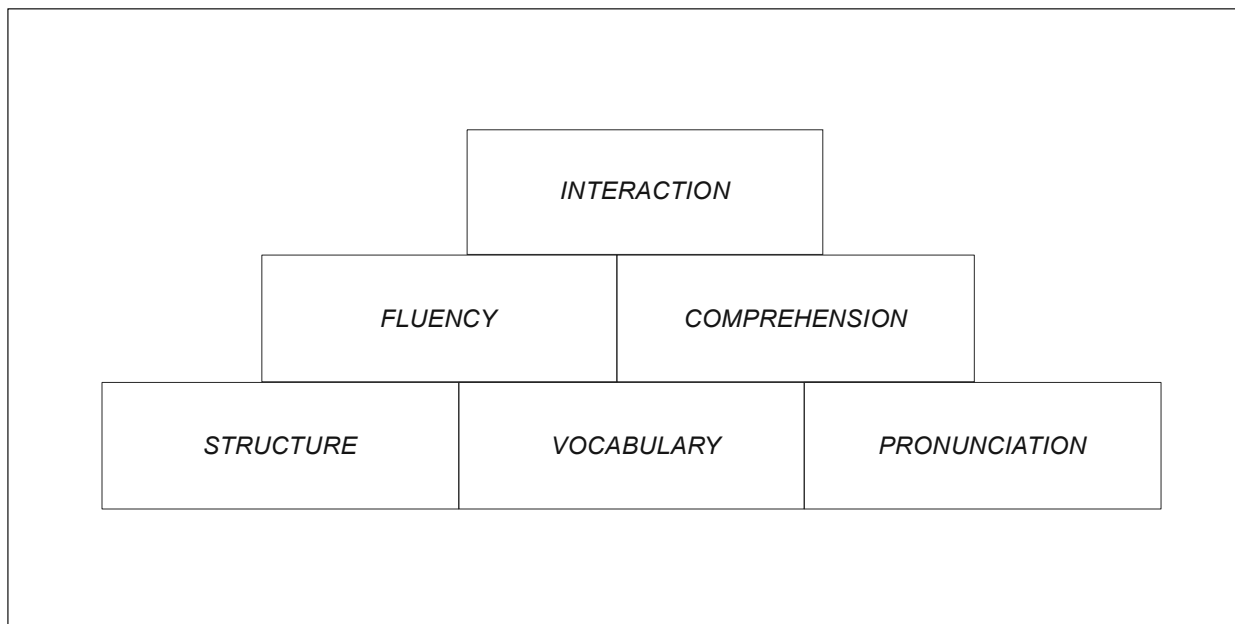 INTERACTION
FLUENCY COMPREHENSION
STRUCTURE VOCABULARY PRONUNCIATION